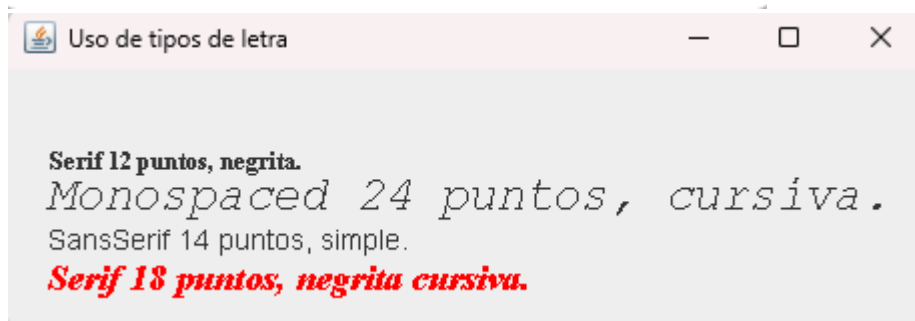 Uso de tipos de letra
Serif 12 puntos, negrita.
Monospaced 24 puntos, cursiva.
SansSerif 14 puntos, simple.
Serif 18 puntos, negrita cursiva.